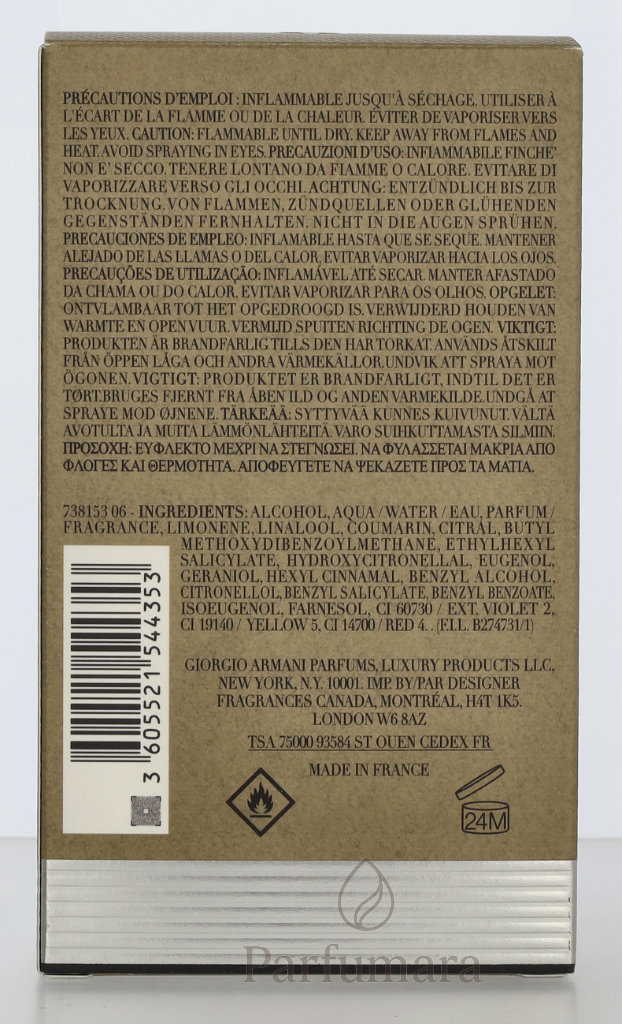 PRÉCAUTIONS D'EMPLOI : INFLAMMABLE JUSQU'À SÉCHAGE. UTILISER À
L'ÉCART DE LA FLAMME OU DE LA CHALEUR. ÉVITER DE VAPORISER VERS
LES YEUX. CAUTION: FLAMMABLE UNTIL DRY. KEEP AWAY FROM FLAMES AND
HEAT. AVOID SPRAYING IN EYES. PRECAUZIONI D'USO: INFIAMMABILE FINCHE'
NON E' SECCO. TENERE LONTANO DA FIAMME O CALORE. EVITARE DI
VAPORIZZARE VERSO GLI OCCHI. ACHTUNG: ENTZÜNDLICH BIS ZUR
TROCKNUNG. VON FLAMMEN, ZÜNDQUELLEN ODER GLÜHENDEN
GEGENSTÄNDEN FERNHALTEN. NICHT IN DIE AUGEN SPRÜHEN.
PRECAUCIONES DE EMPLEO: INFLAMABLE HASTA QUE SE SEQUE. MANTENER
ALEJADO DE LAS LLAMAS O DEL CALOR. EVITAR VAPORIZAR HACIA LOS OJOS.
PRECAUÇÕES DE UTILIZAÇÃO: INFLAMÁVEL ATÉ SECAR. MANTER AFASTADO
DA CHAMA OU DO CALOR. EVITAR VAPORIZAR PARA OS OLHOS. OPGELET:
ONTVLAMBAAR TOT HET OPGEDROOGD IS. VERWIJDERD HOUDEN VAN
WARMTE EN OPEN VUUR. VERMIJD SPUITEN RICHTING DE OGEN. VIKTIGT:
PRODUKTEN ÄR BRANDFARLIG TILLS DEN HAR TORKAT. ANVÄNDS ÅTSKILT
FRÅN ÖPPEN LÅGA OCH ANDRA VÄRMEKÄLLOR. UNDVIK ATT SPRAYA MOT
ÖGONEN. VIGTIGT: PRODUKTET ER BRANDFARLIGT, INDTIL DET ER
TØRT.BRUGES FJERNT FRA ÅBEN ILD OG ANDEN VARMEKILDE.UNDGÅ AT
SPRAYE MOD ØJNENE. TÄRKEÄÄ: SYTTYVÄÄ KUNNES KUIVUNUT. VÄLTÄ
AVOTULTA JA MUITA LÄMMÖNLÄHTEITÄ. VARO SUIHKUTTAMASTA SILMIIN.
ΠΡΟΣΟΧΗ: ΕΥΦΛΕΚΤΟ ΜΕΧΡΙ ΝΑ ΣΤΕΓΝΩΣΕΙ. ΝΑ ΦΥΛΑΣΣΕΤΑΙ ΜΑΚΡΙΑ ΑΠΟ
ΦΛΟΓΕΣ ΚΑΙ ΘΕΡΜΟΤΗΤΑ. ΑΠΟΦΕΥΓΕΤΕ ΝΑ ΨΕΚΑΖΕΤΕ ΠΡΟΣ ΤΑ ΜΑΤΙΑ.
738153 06 - INGREDIENTS: ALCOHOL, AQUA / WATER / EAU, PARFUM /
FRAGRANCE, LIMONENE, LINALOOL, COUMARIN, CITRAL, BUTYL
METHOXYDIBENZOYLMETHANE, ETHYLHEXYL
SALICYLATE, HYDROXYCITRONELLAL, EUGENOL,
GERANIOL, HEXYL CINNAMAL, BENZYL ALCOHOL,
CITRONELLOL, BENZYL SALICYLATE, BENZYL BENZOATE,
ISOEUGENOL, FARNESOL, CI 60730 / EXT. VIOLET 2,
CI 19140 / YELLOW 5, CI 14700 / RED 4. . (F.I.L. B274731/1)
3 605521 544353
GIORGIO ARMANI PARFUMS, LUXURY PRODUCTS LLC,
NEW YORK, N.Y. 10001. IMP. BY/PAR DESIGNER
FRAGRANCES CANADA, MONTRÉAL, H4T 1K5.
LONDON W6 8AZ
TSA 75000 93584 ST OUEN CEDEX FR
MADE IN FRANCE
24M
Parfumara